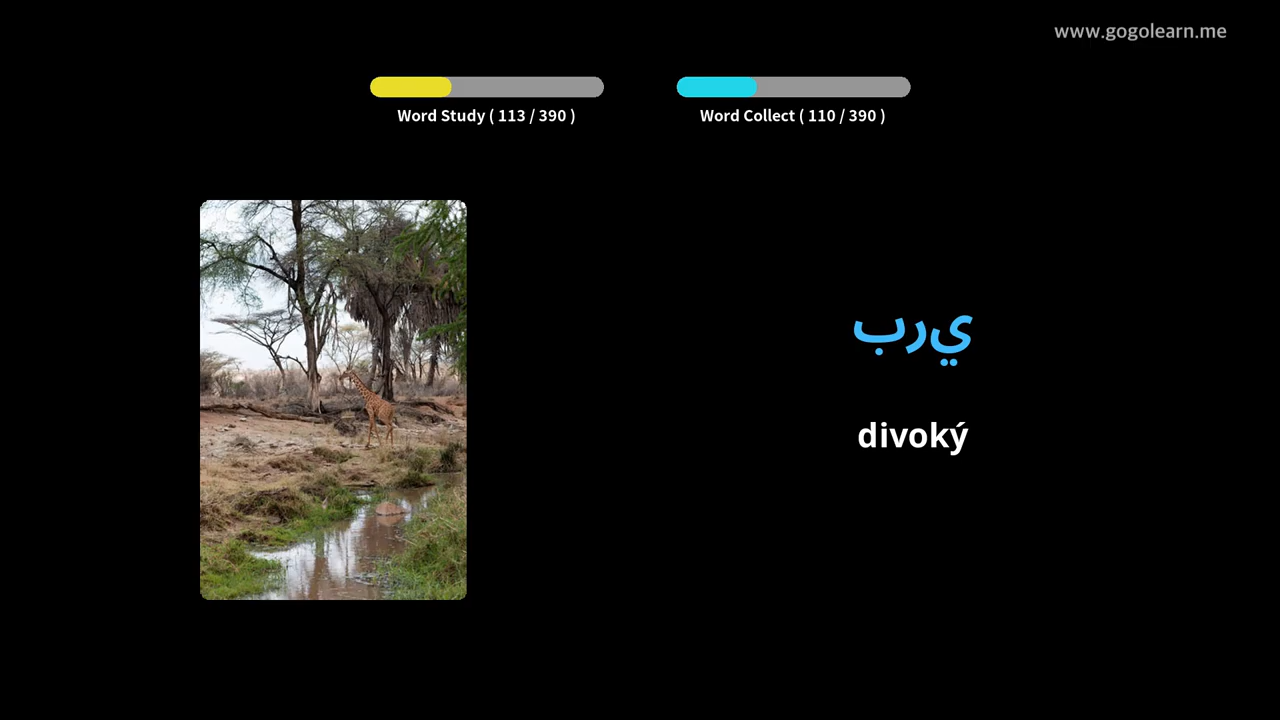 www.gogolearn.me
Word Study ( 113 / 390 )
Word Collect ( 110 / 390 )
بري
divoký